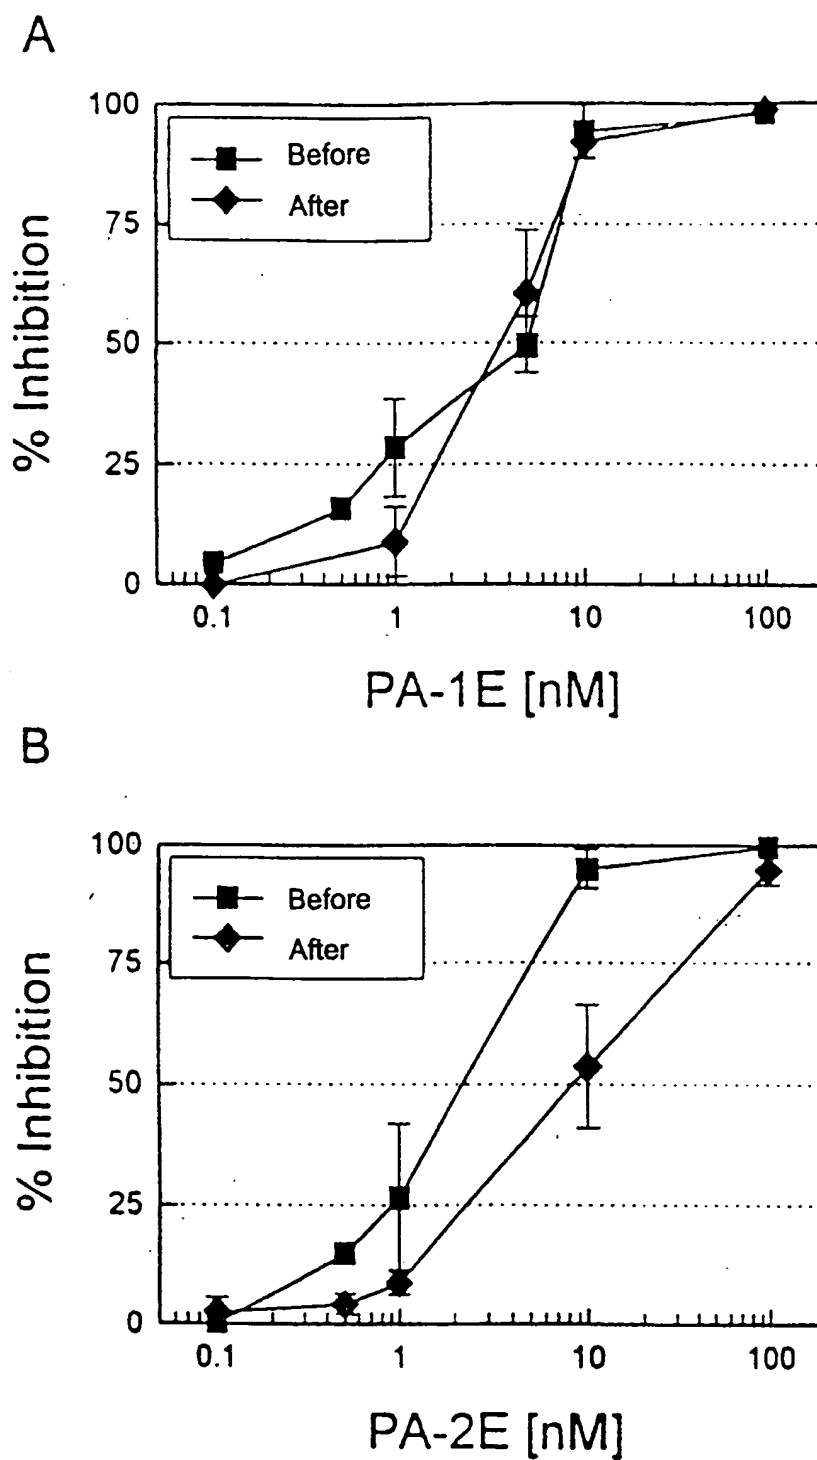 A
100
75
50
25
0
% Inhibition
Before
After
0.1 1 10 100
PA-1E [nM]
B
100
75
50
25
0
% Inhibition
Before
After
0.1 1 10 100
PA-2E [nM]